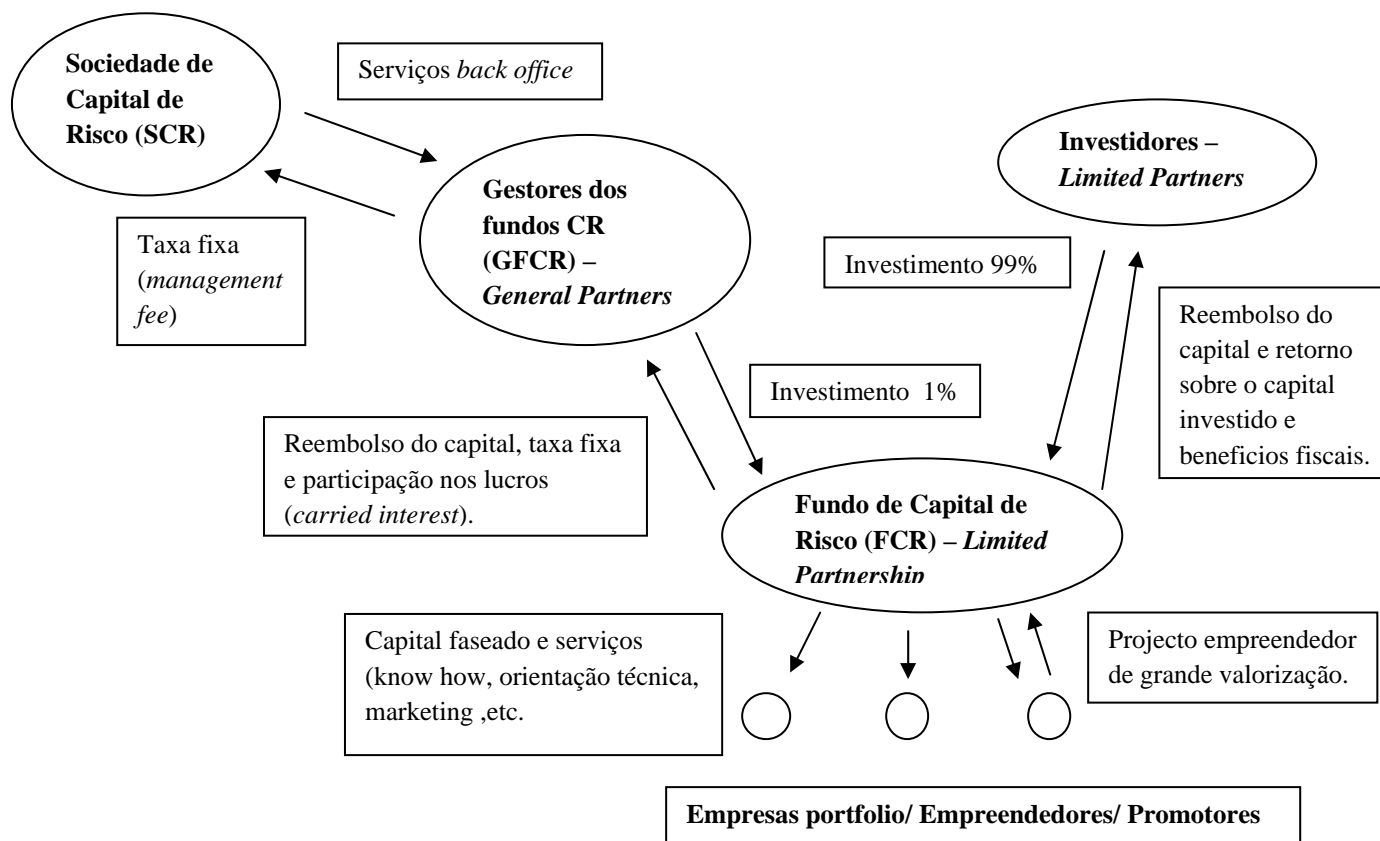 Sociedade de
Capital de
Risco (SCR)
Serviços back office
Investidores –
Limited Partners
Gestores dos
fundos CR
(GFCR) –
General Partners
Taxa fixa
(management
fee)
Investimento 99%
Reembolso do
capital e retorno
sobre o capital
investido e
beneficios fiscais.
Investimento 1%
Reembolso do capital, taxa fixa
e participação nos lucros
(carried interest).
Fundo de Capital de
Risco (FCR) – Limited
Partnership
Capital faseado e serviços
(know how, orientação técnica,
marketing ,etc.
Projecto empreendedor
de grande valorização.
Empresas portfolio/ Empreendedores/ Promotores